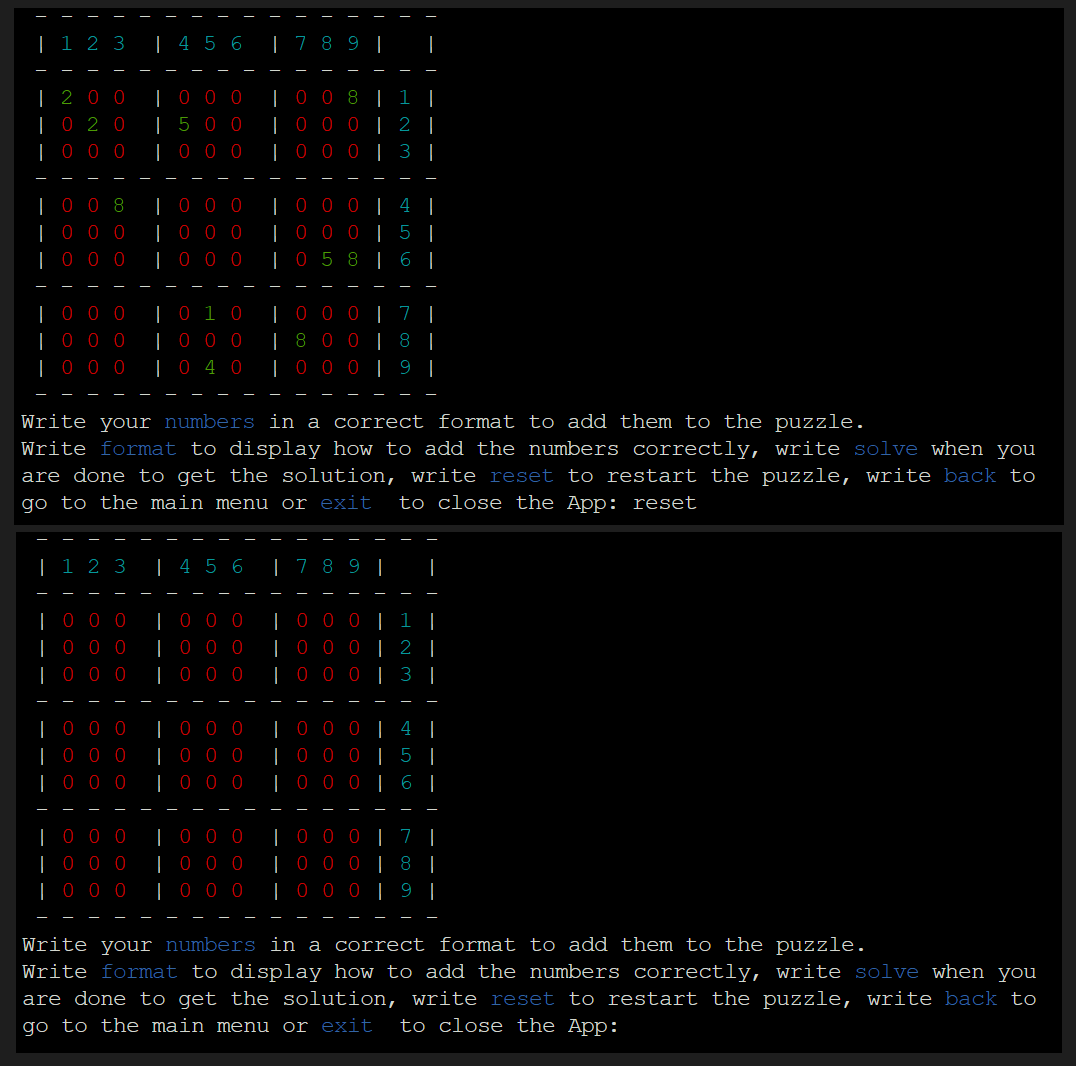 - - - - - - - - - - - - - - - -
| 1 2 3  | 4 5 6  | 7 8 9 |   |
- - - - - - - - - - - - - - - -
| 2 0 0  | 0 0 0  | 0 0 8 | 1 |
| 0 2 0  | 5 0 0  | 0 0 0 | 2 |
| 0 0 0  | 0 0 0  | 0 0 0 | 3 |
- - - - - - - - - - - - - - - -
| 0 0 8  | 0 0 0  | 0 0 0 | 4 |
| 0 0 0  | 0 0 0  | 0 0 0 | 5 |
| 0 0 0  | 0 0 0  | 0 5 8 | 6 |
- - - - - - - - - - - - - - - -
| 0 0 0  | 0 1 0  | 0 0 0 | 7 |
| 0 0 0  | 0 0 0  | 8 0 0 | 8 |
| 0 0 0  | 0 4 0  | 0 0 0 | 9 |
- - - - - - - - - - - - - - - -
Write your numbers in a correct format to add them to the puzzle.
Write format to display how to add the numbers correctly, write solve when you
are done to get the solution, write reset to restart the puzzle, write back to
go to the main menu or exit  to close the App: reset
- - - - - - - - - - - - - - - -
| 1 2 3  | 4 5 6  | 7 8 9 |   |
- - - - - - - - - - - - - - - -
| 0 0 0  | 0 0 0  | 0 0 0 | 1 |
| 0 0 0  | 0 0 0  | 0 0 0 | 2 |
| 0 0 0  | 0 0 0  | 0 0 0 | 3 |
- - - - - - - - - - - - - - - -
| 0 0 0  | 0 0 0  | 0 0 0 | 4 |
| 0 0 0  | 0 0 0  | 0 0 0 | 5 |
| 0 0 0  | 0 0 0  | 0 0 0 | 6 |
- - - - - - - - - - - - - - - -
| 0 0 0  | 0 0 0  | 0 0 0 | 7 |
| 0 0 0  | 0 0 0  | 0 0 0 | 8 |
| 0 0 0  | 0 0 0  | 0 0 0 | 9 |
- - - - - - - - - - - - - - - -
Write your numbers in a correct format to add them to the puzzle.
Write format to display how to add the numbers correctly, write solve when you
are done to get the solution, write reset to restart the puzzle, write back to
go to the main menu or exit  to close the App: